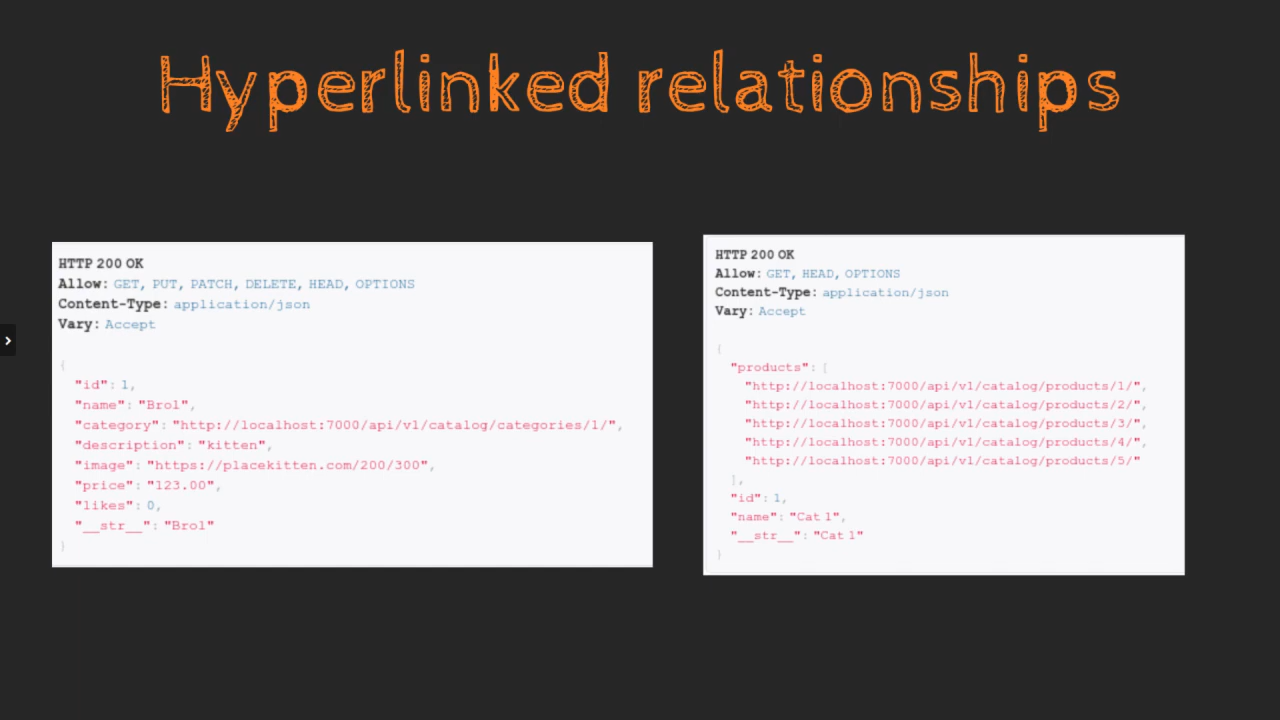 Hyperlinked relationships
HTTP 200 OK
Allow: GET, PUT, PATCH, DELETE, HEAD, OPTIONS
Content-Type: application/json
Vary: Accept
{
"id": 1,
"name": "Brol",
"category": "http://localhost:7000/api/v1/catalog/categories/1/",
"description": "kitten",
"image": "https://placekitten.com/200/300",
"price": "123.00",
"likes": 0,
"__str__": "Brol"
}
HTTP 200 OK
Allow: GET, HEAD, OPTIONS
Content-Type: application/json
Vary: Accept
{
"products": [
"http://localhost:7000/api/v1/catalog/products/1/",
"http://localhost:7000/api/v1/catalog/products/2/",
"http://localhost:7000/api/v1/catalog/products/3/",
"http://localhost:7000/api/v1/catalog/products/4/",
"http://localhost:7000/api/v1/catalog/products/5/"
],
"id": 1,
"name": "Cat 1",
"__str__": "Cat 1"
}